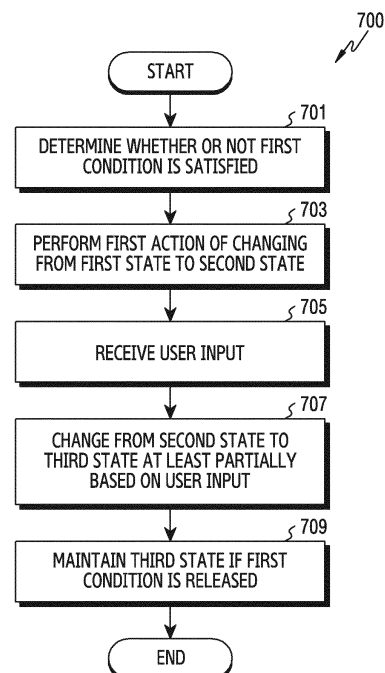 700
START
701
DETERMINE WHETHER OR NOT FIRST
CONDITION IS SATISFIED
703
PERFORM FIRST ACTION OF CHANGING
FROM FIRST STATE TO SECOND STATE
705
RECEIVE USER INPUT
707
CHANGE FROM SECOND STATE TO
THIRD STATE AT LEAST PARTIALLY
BASED ON USER INPUT
709
MAINTAIN THIRD STATE IF FIRST
CONDITION IS RELEASED
END